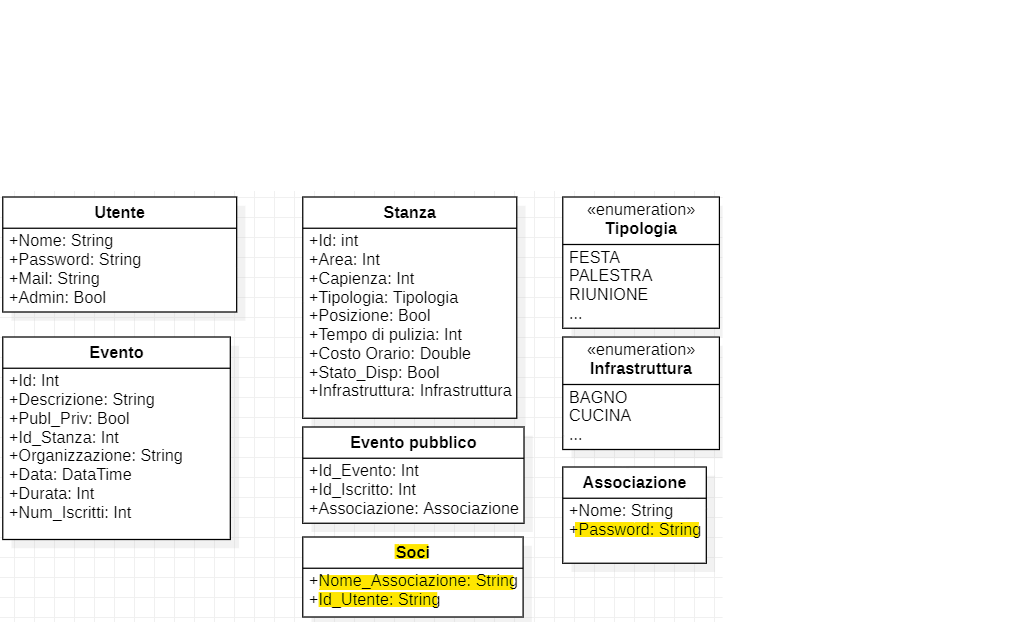 Utente
+Nome: String
+Password: String
+Mail: String
+Admin: Bool
Evento
+Id: Int
+Descrizione: String
+Publ_Priv: Bool
+Id_Stanza: Int
+Organizzazione: String
+Data: DataTime
+Durata: Int
+Num_Iscritti: Int
Stanza
+Id: int
+Area: Int
+Capienza: Int
+Tipologia: Tipologia
+Posizione: Bool
+Tempo di pulizia: Int
+Costo Orario: Double
+Stato_Disp: Bool
+Infrastruttura: Infrastruttura
Evento pubblico
+Id_Evento: Int
+Id_Iscritto: Int
+Associazione: Associazione
Soci
+Nome_Associazione: String
+Id_Utente: String
«enumeration»
Tipologia
FESTA
PALESTRA
RIUNIONE
...
«enumeration»
Infrastruttura
BAGNO
CUCINA
...
Associazione
+Nome: String
+Password: String